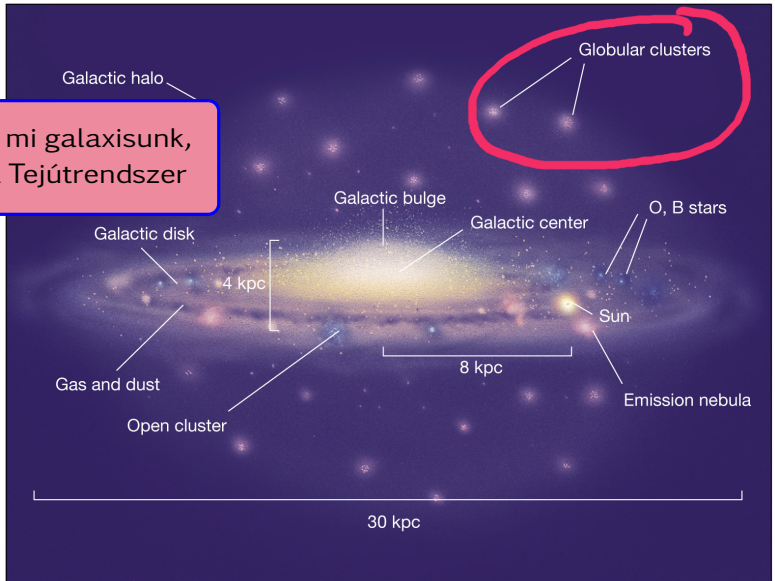 Globular clusters
Galactic halo
mi galaxisunk,
Tejútrendszer
Galactic bulge
O, B stars
Galactic center
Galactic disk
4 kpc
Sun
8 kpc
Gas and dust
Emission nebula
Open cluster
30 kpc